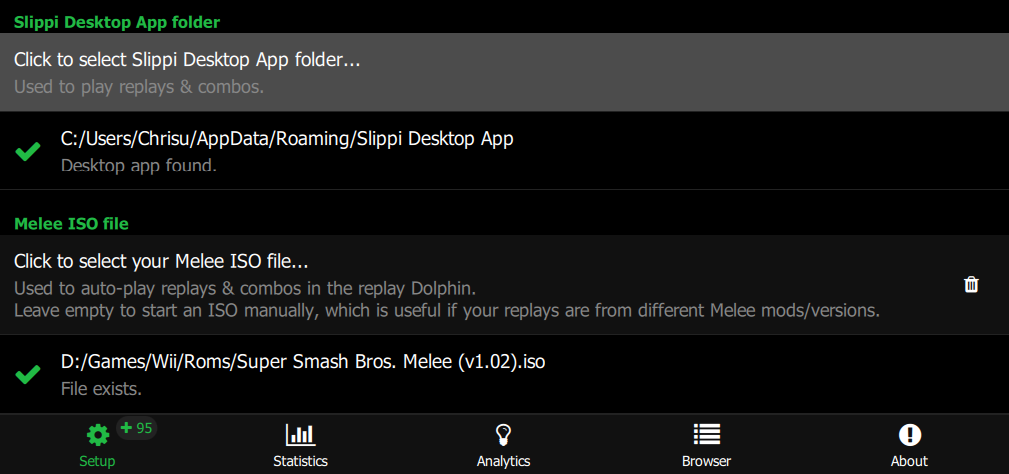 Slippi Desktop App folder
Click to select Slippi Desktop App folder...
Used to play replays & combos.
C:/Users/Chrisu/AppData/Roaming/Slippi Desktop App
Desktop app found.
Melee ISO file
Click to select your Melee ISO file...
Used to auto-play replays & combos in the replay Dolphin.
Leave empty to start an ISO manually, which is useful if your replays are from different Melee mods/versions.
D:/Games/Wii/Roms/Super Smash Bros. Melee (v1.02).iso
File exists.
+ 95
Setup Statistics Analytics Browser About